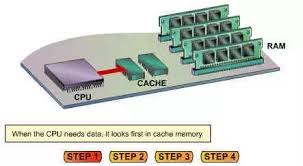 RAM
CACHE
CPU
When the CPU needs data, it looks first in cache memory.
STEP 1 STEP 2 STEP 3 STEP 4